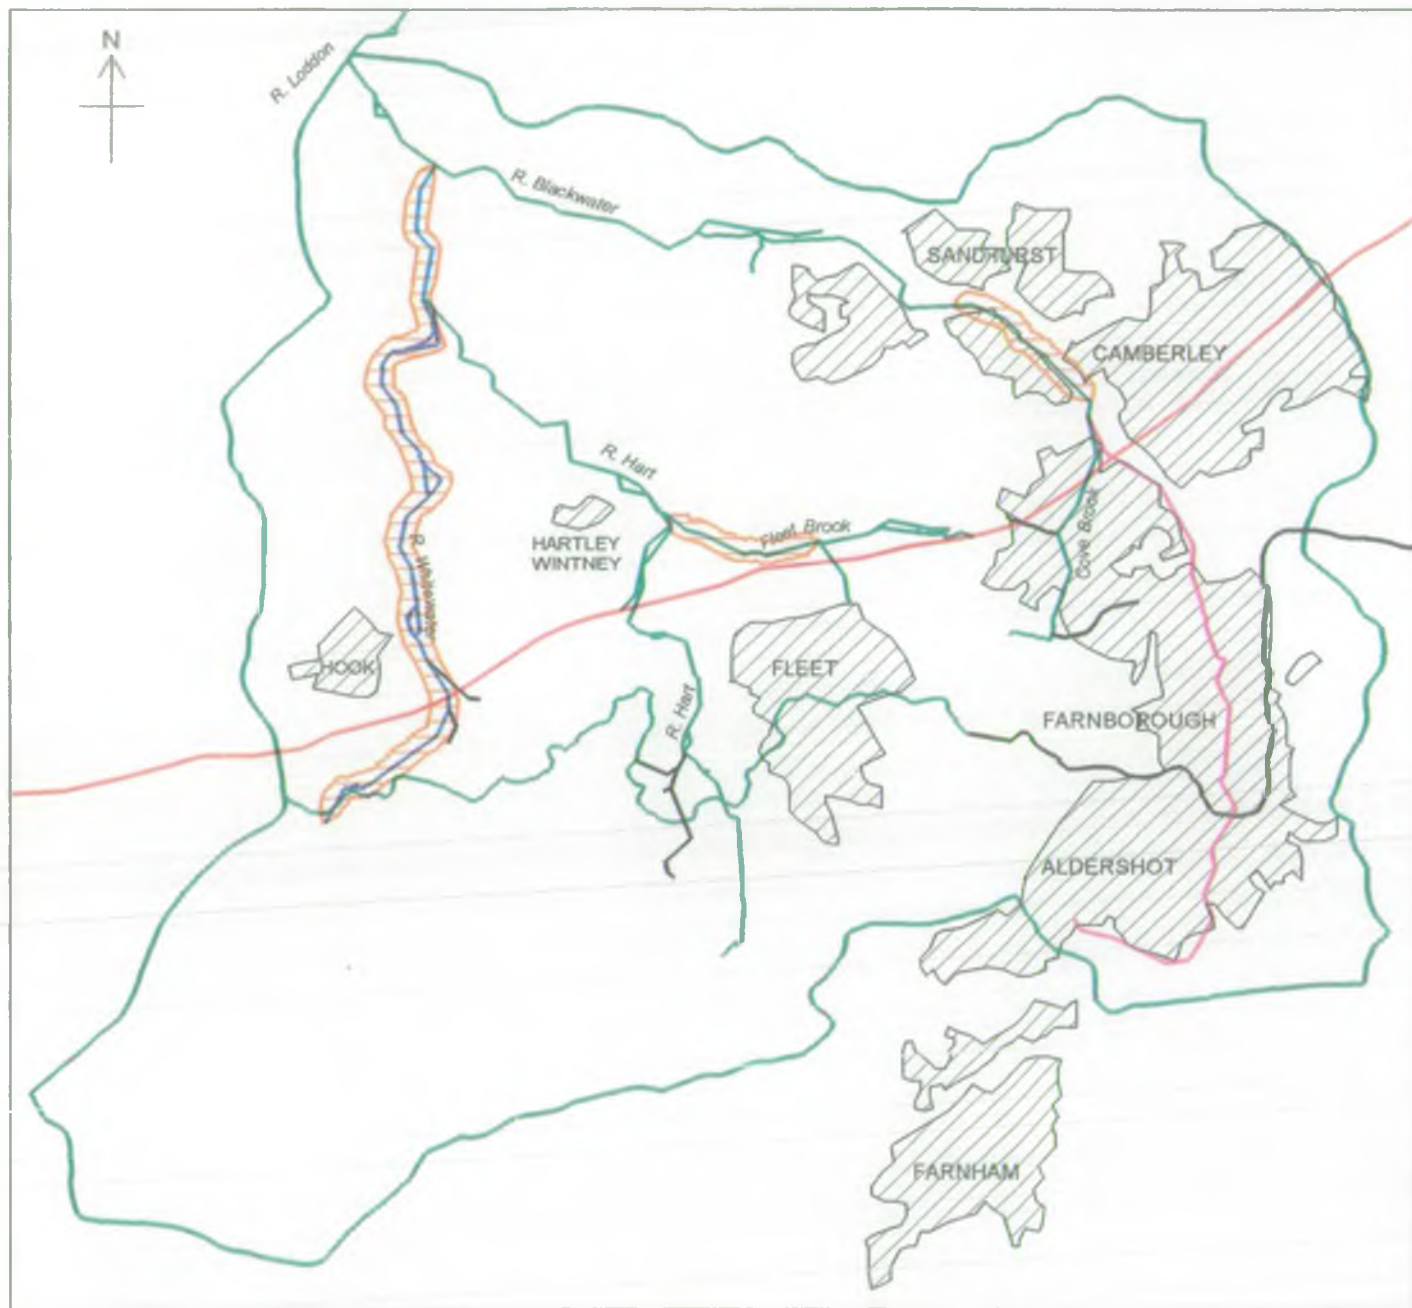 N
R. Loddon
R. Blackwater
SANDHURST
CAMBERLEY
R. Hart
Fleet Brook
Cove Brook
HARTLEY
WINTNEY
R. Whitewater
HOOK
FLEET
R. Hart
FARNBOROUGH
ALDERSHOT
FARNHAM